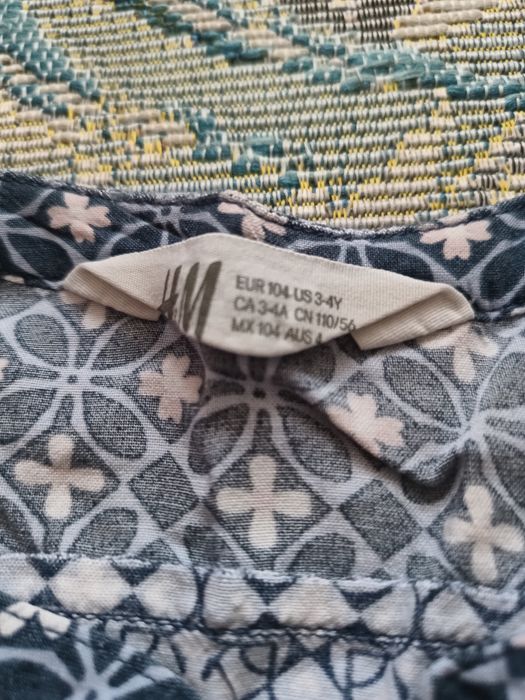 H&M
EUR 104 US 3-4Y
CA 3-4A CN 110/56
MX 104 AUS 4